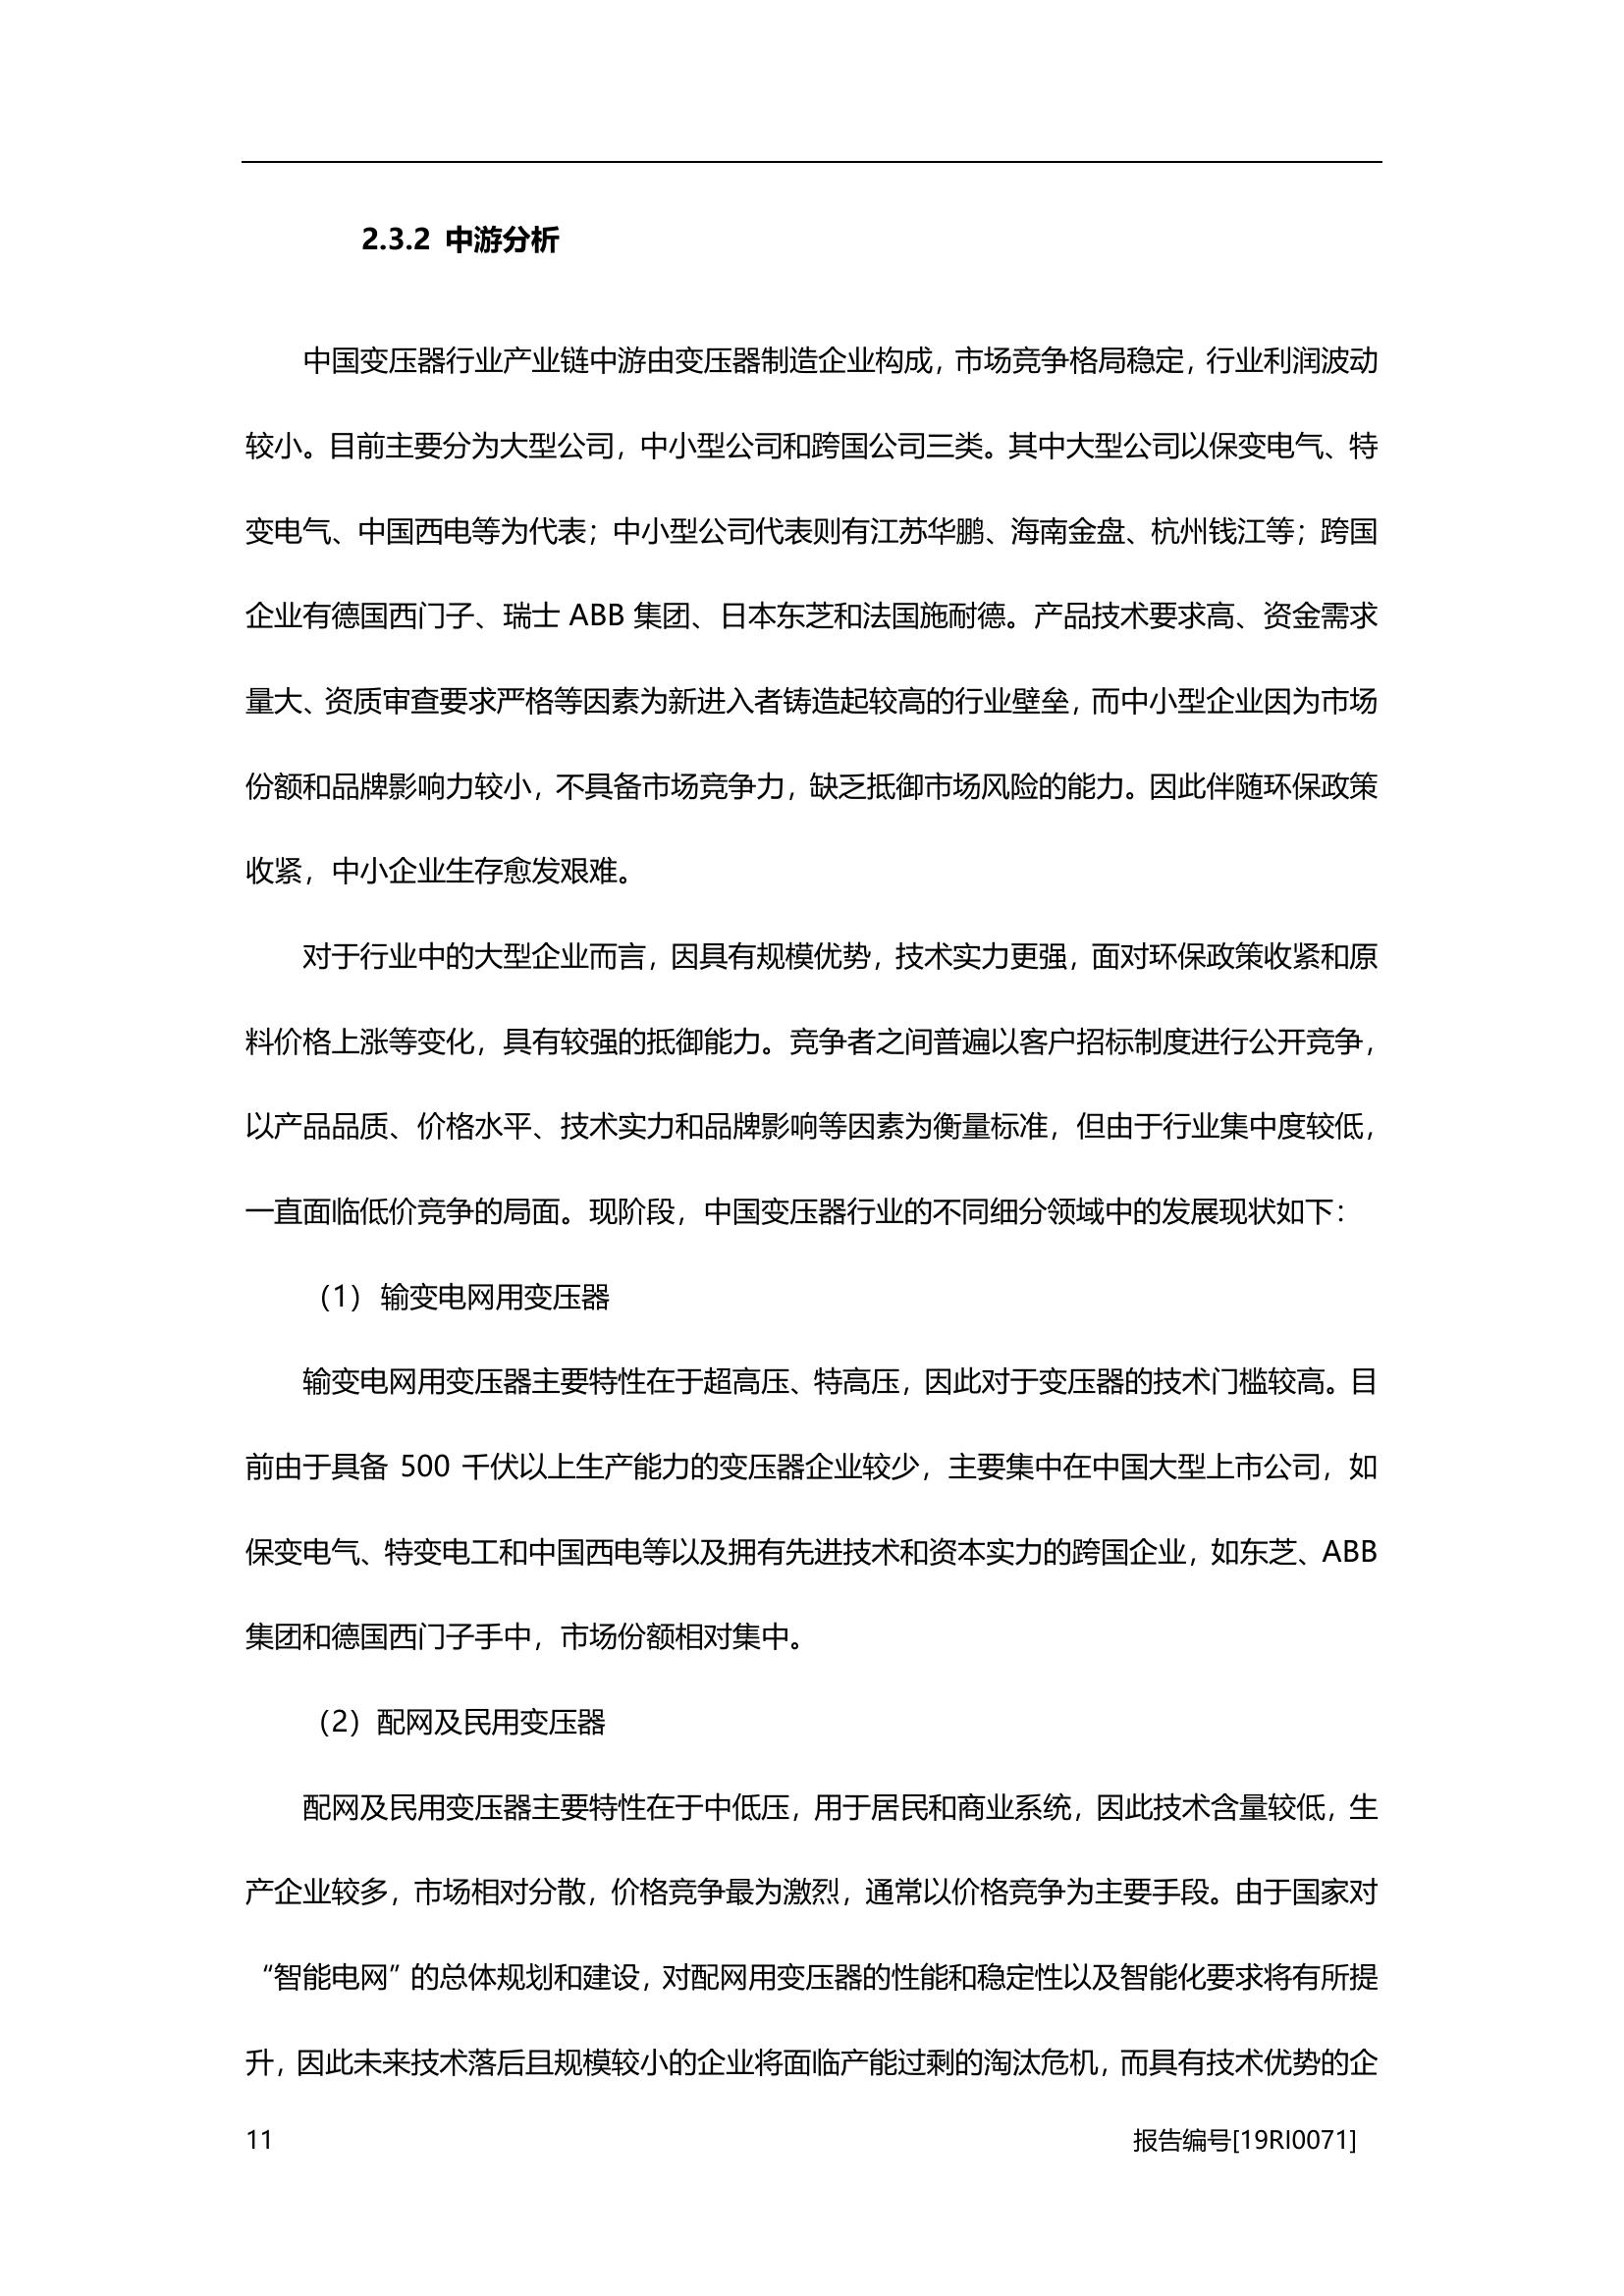 2.3.2 中游分析
中国变压器行业产业链中游由变压器制造企业构成，市场竞争格局稳定，行业利润波动
较小。目前主要分为大型公司，中小型公司和跨国公司三类。其中大型公司以保变电气、特
变电气、中国西电等为代表；中小型公司代表则有江苏华鹏、海南金盘、杭州钱江等；跨国
企业有德国西门子、瑞士 ABB 集团、日本东芝和法国施耐德。产品技术要求高、资金需求
量大、资质审查要求严格等因素为新进入者铸造起较高的行业壁垒，而中小型企业因为市场
份额和品牌影响力较小，不具备市场竞争力，缺乏抵御市场风险的能力。因此伴随环保政策
收紧，中小企业生存愈发艰难。
对于行业中的大型企业而言，因具有规模优势，技术实力更强，面对环保政策收紧和原
料价格上涨等变化，具有较强的抵御能力。竞争者之间普遍以客户招标制度进行公开竞争，
以产品品质、价格水平、技术实力和品牌影响等因素为衡量标准，但由于行业集中度较低，
一直面临低价竞争的局面。现阶段，中国变压器行业的不同细分领域中的发展现状如下：
（1）输变电网用变压器
输变电网用变压器主要特性在于超高压、特高压，因此对于变压器的技术门槛较高。目
前由于具备 500 千伏以上生产能力的变压器企业较少，主要集中在中国大型上市公司，如
保变电气、特变电工和中国西电等以及拥有先进技术和资本实力的跨国企业，如东芝、ABB
集团和德国西门子手中，市场份额相对集中。
（2）配网及民用变压器
配网及民用变压器主要特性在于中低压，用于居民和商业系统，因此技术含量较低，生
产企业较多，市场相对分散，价格竞争最为激烈，通常以价格竞争为主要手段。由于国家对
“智能电网”的总体规划和建设，对配网用变压器的性能和稳定性以及智能化要求将有所提
升，因此未来技术落后且规模较小的企业将面临产能过剩的淘汰危机，而具有技术优势的企
11 报告编号[19RI0071]